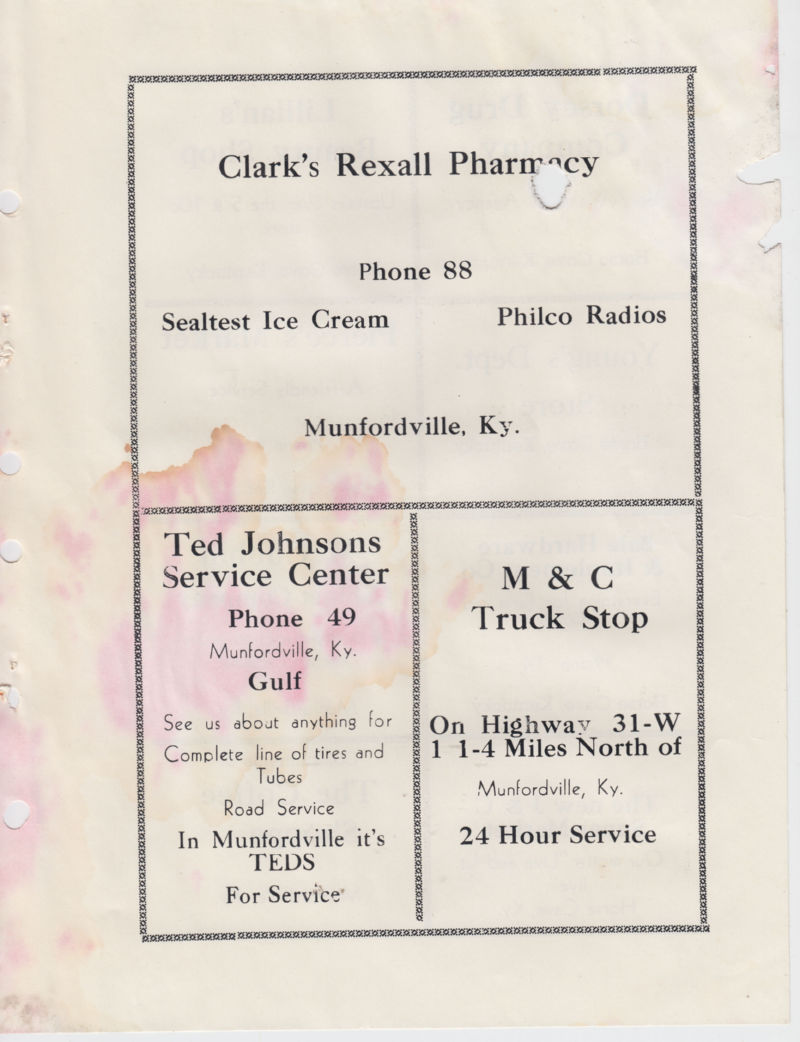 Clark's Rexall Pharmacy
Phone 88
Sealtest Ice Cream
Philco Radios
Munfordville, Ky.
Ted Johnsons
Service Center
Phone 49
Munfordville, Ky.
Gulf
See us about anything for
Complete line of tires and
Tubes
Road Service
In Munfordville it's
TEDS
For Service
M & C
Truck Stop
On Highway 31-W
1 1-4 Miles North of
Munfordville, Ky.
24 Hour Service